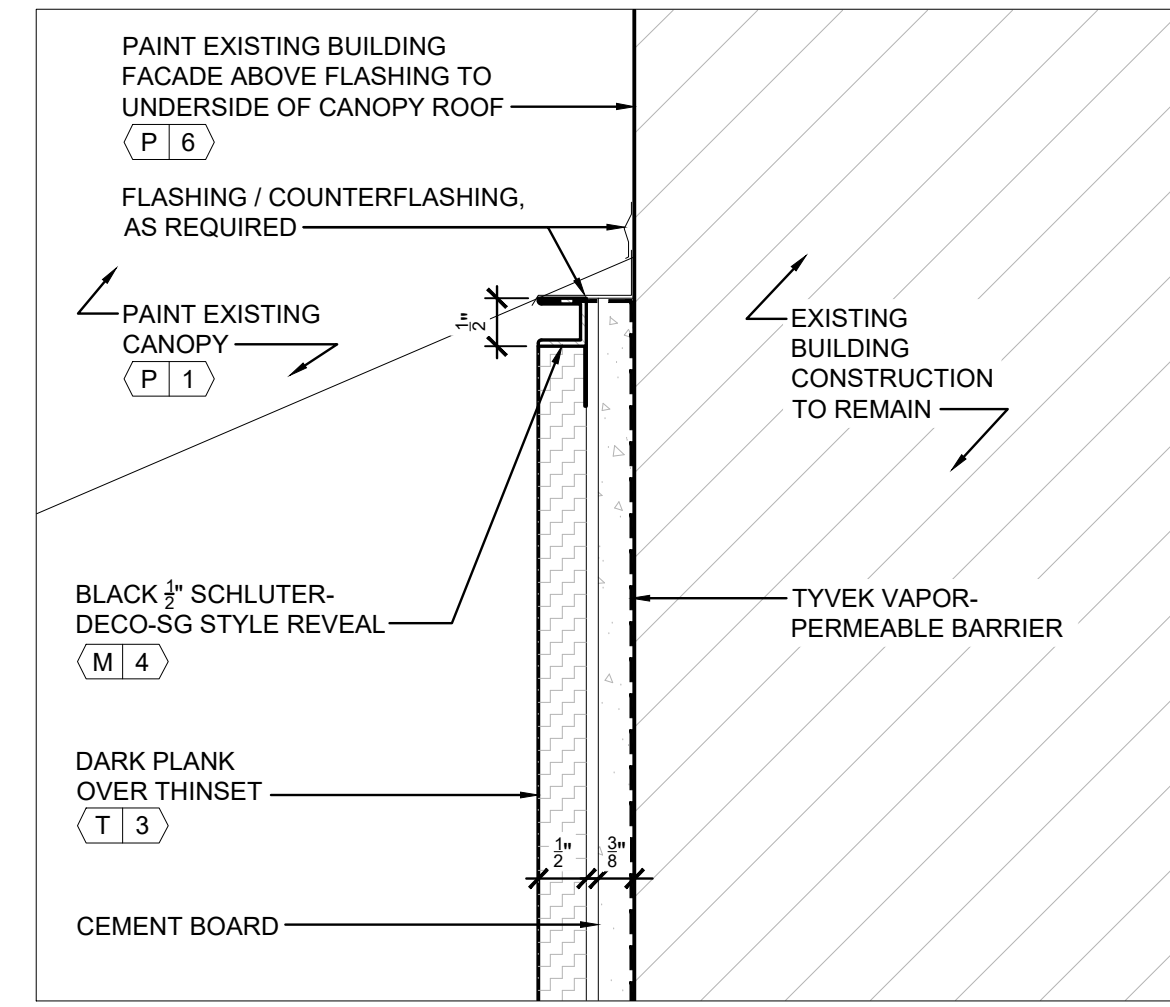 PAINT EXISTING BUILDING
FACADE ABOVE FLASHING TO
UNDERSIDE OF CANOPY ROOF
P 6
FLASHING / COUNTERFLASHING,
AS REQUIRED
PAINT EXISTING
CANOPY
P 1
1/2"
EXISTING
BUILDING
CONSTRUCTION
TO REMAIN
BLACK 1/2" SCHLUTER-
DECO-SG STYLE REVEAL
M 4
TYVEK VAPOR-
PERMEABLE BARRIER
DARK PLANK
OVER THINSET
T 3
1/2" 3/8"
CEMENT BOARD